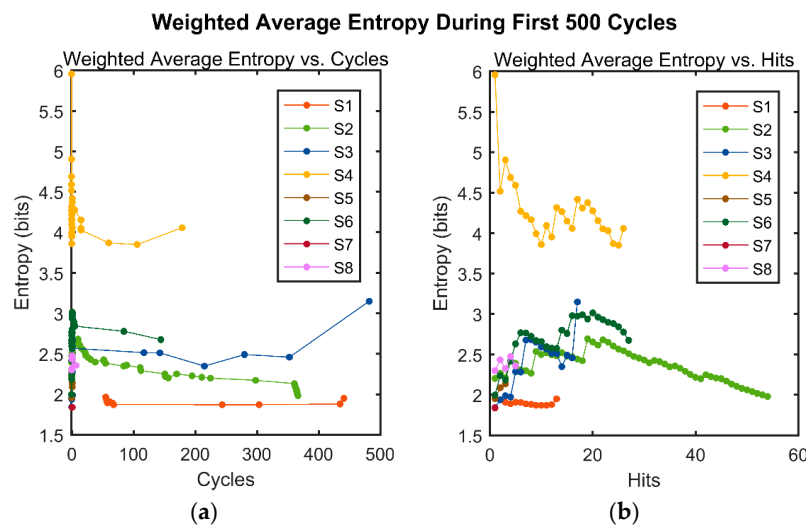 Weighted Average Entropy During First 500 Cycles
Weighted Average Entropy vs. Cycles
6
5.5
5
4.5
4
3.5
3
2.5
2
1.5
Entropy (bits)
0
100
200
300
400
500
Cycles
S1
S2
S3
S4
S5
S6
S7
S8
(a)
Weighted Average Entropy vs. Hits
6
5.5
5
4.5
4
3.5
3
2.5
2
1.5
Entropy (bits)
0
20
40
60
Hits
S1
S2
S3
S4
S5
S6
S7
S8
(b)